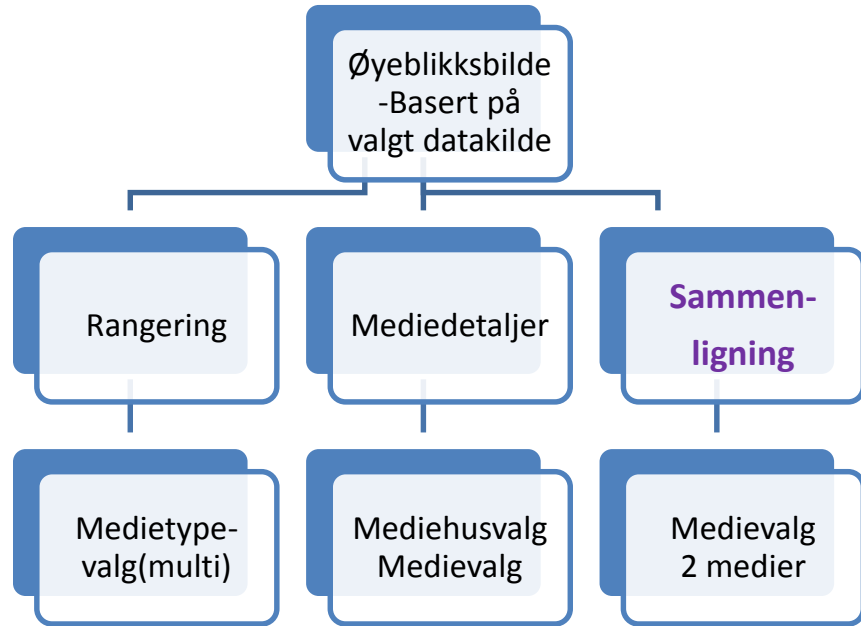 Øyeblikksbilde
-Basert på
valgt datakilde
Rangering
Mediedetaljer
Sammen-
ligning
Medietype-
valg(multi)
Mediehusvalg
Medievalg
Medievalg
2 medier